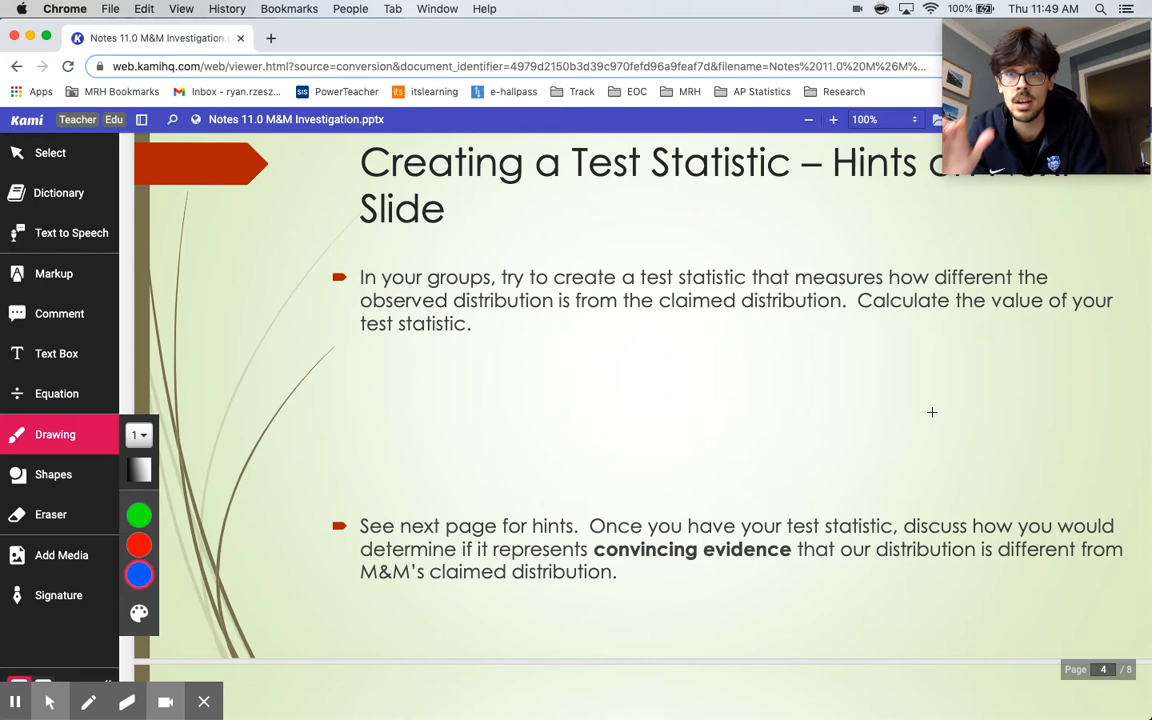 Chrome File Edit View History Bookmarks People Tab Window Help 100% Thu 11:49 AM
Notes 11.0 M&M Investigation.
web.kamihq.com/web/viewer.html?source=conversion&document_identifier=4979d2150b3d39c970fefd96a9feaf7d&filename=Notes%2011.0%20M%26M%...
Apps MRH Bookmarks Inbox - ryan.rzesz... SIS PowerTeacher its itslearning e-hallpass Track EOC MRH AP Statistics Research
Kami Teacher Edu Notes 11.0 M&M Investigation.pptx 100%
Select
Dictionary
Text to Speech
Markup
Comment
Text Box
Equation
Drawing
Shapes
Eraser
Add Media
Signature
1
Creating a Test Statistic – Hints
Slide
In your groups, try to create a test statistic that measures how different the
observed distribution is from the claimed distribution. Calculate the value of your
test statistic.
See next page for hints. Once you have your test statistic, discuss how you would
determine if it represents convincing evidence that our distribution is different from
M&M's claimed distribution.
Page 4 / 8